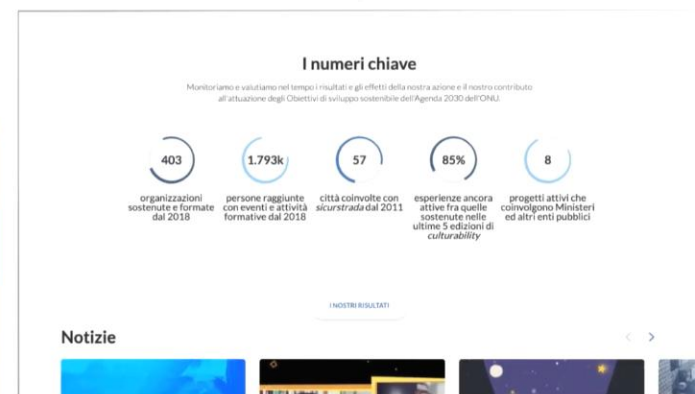 I numeri chiave
Monitoriamo e valutiamo nel tempo i risultati e gli effetti della nostra azione e il nostro contributo
all'attuazione degli Obiettivi di sviluppo sostenibile dell'Agenda 2030 dell'ONU.
403
1.793k
57
85%
8
organizzazioni
sostenute e formate
dal 2018
persone raggiunte
con eventi e attività
formative dal 2018
città coinvolte con
sicurstrada dal 2011
esperienze ancora
attive fra quelle
sostenute nelle
ultime 5 edizioni di
culturability
progetti attivi che
coinvolgono Ministeri
ed altri enti pubblici
I NOSTRI RISULTATI
Notizie